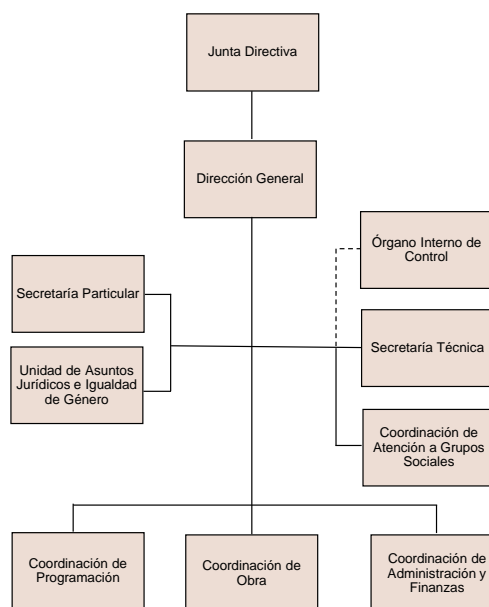 Junta Directiva
Dirección General
Órgano Interno de
Control
Secretaría Particular
Secretaría Técnica
Unidad de Asuntos
Jurídicos e Igualdad
de Género
Coordinación de
Atención a Grupos
Sociales
Coordinación de
Programación
Coordinación de
Obra
Coordinación de
Administración y
Finanzas